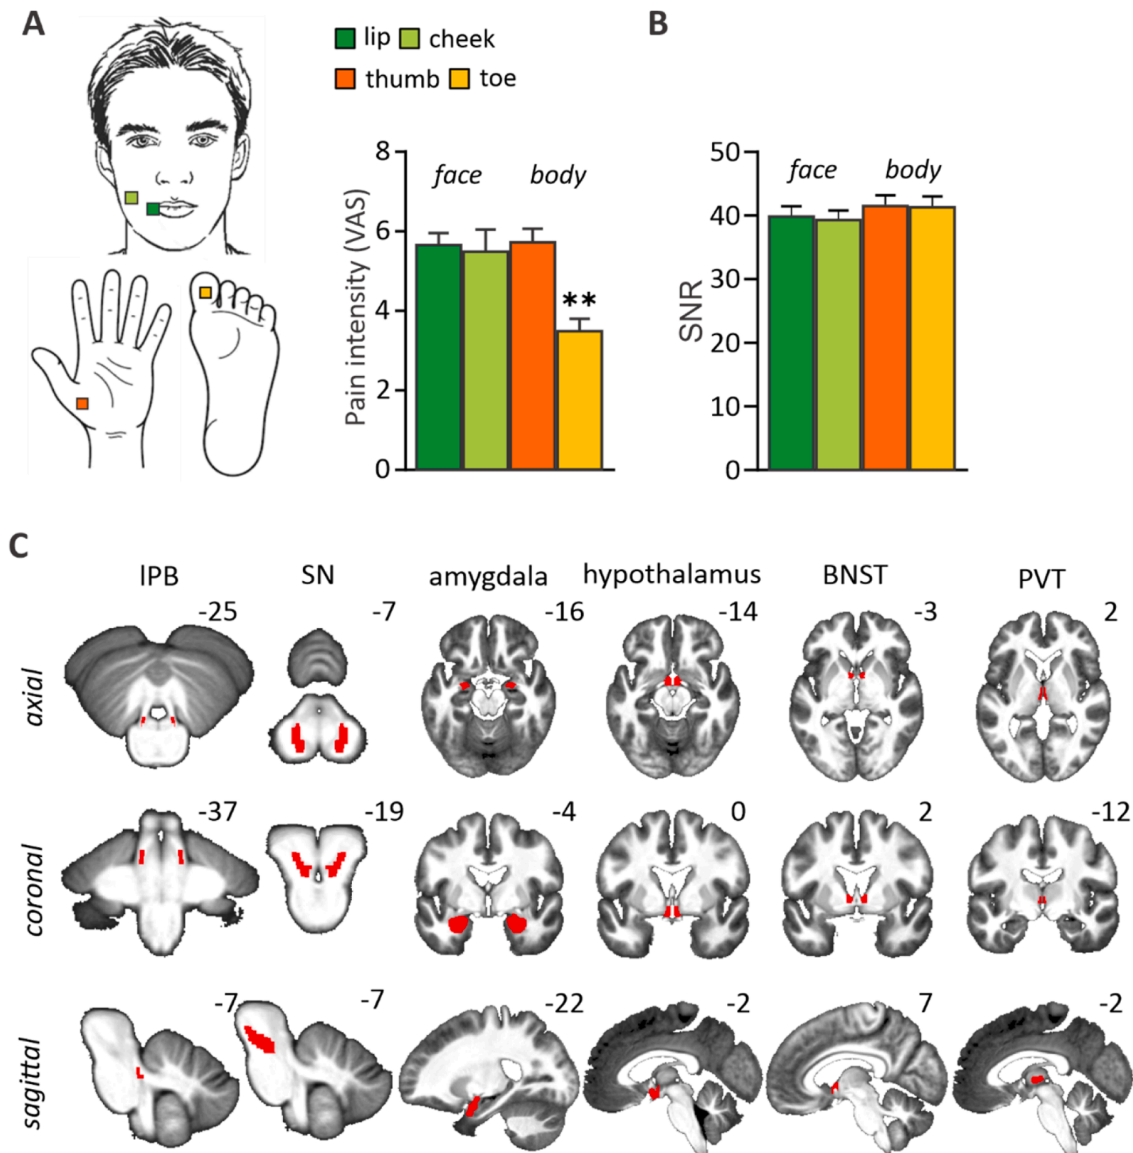 A
lip cheek
thumb toe
Pain intensity (VAS)
8
6
4
2
0
face body
**
B
SNR
50
40
30
20
10
0
face body
C
lPB SN amygdala hypothalamus BNST PVT
axial -25 -7 -16 -14 -3 2
coronal -37 -19 -4 0 2 -12
sagittal -7 -7 -22 -2 7 -2